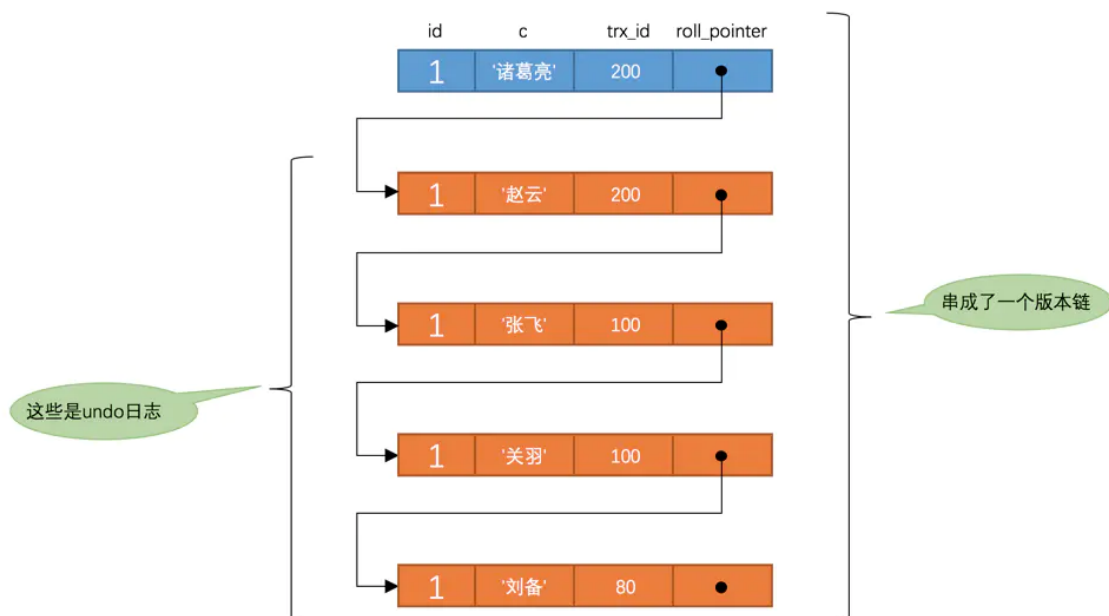 id c trx_id roll_pointer
1 '诸葛亮' 200
1 '赵云' 200
1 '张飞' 100
串成了一个版本链
这些是undo日志
1 '关羽' 100
1 '刘备' 80